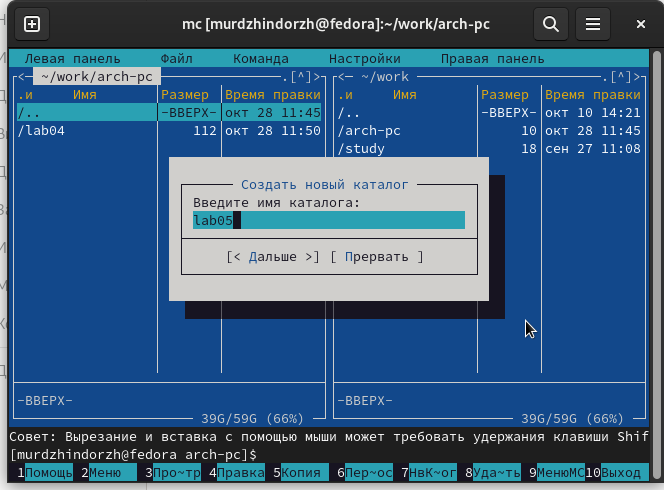 mc [murdzhindorzh@fedora]:~/work/arch-pc
Левая панель Файл Команда Настройки Правая панель
<─ ~/work/arch-pc ─.[^]>
<─ ~/work ─.[^]>
.и Имя Размер Время правки
.и Имя Размер Время правки
/.. -ВВЕРХ- окт 28 11:45
/.. -ВВЕРХ- окт 10 14:21
/lab04 112 окт 28 11:50
/arch-pc 10 окт 28 11:45
/study 18 сен 27 11:08
Создать новый каталог
Введите имя каталога:
lab05
[< Дальше >] [ Прервать ]
-ВВЕРХ-
-ВВЕРХ-
39G/59G (66%)
39G/59G (66%)
Совет: Вырезание и вставка с помощью мыши может требовать удержания клавиши Shif
[murdzhindorzh@fedora arch-pc]$
1Помощь 2Меню 3Про~тр 4Правка 5Копия 6Пер~ос 7НвК~ог 8Уда~ть 9МенюМС 10Выход